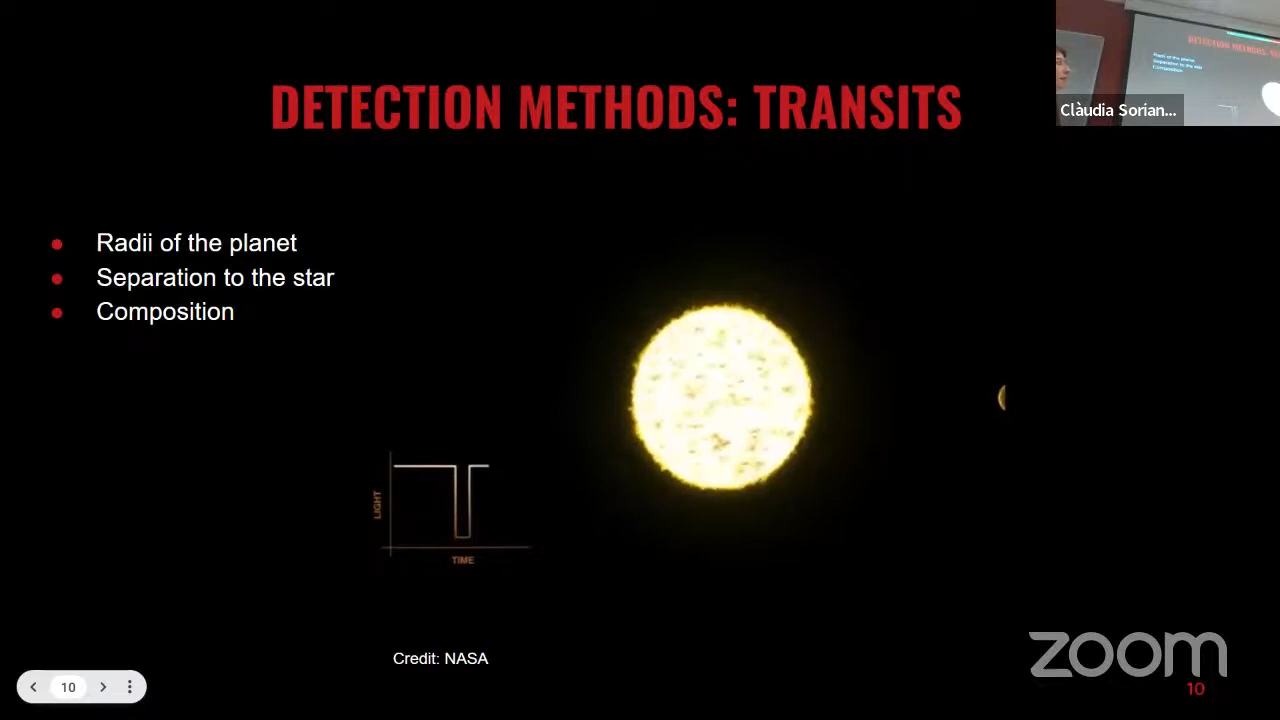 DETECTION METHODS: TRANSITS
Clàudia Sorian...
Radii of the planet
Separation to the star
Composition
LIGHT
TIME
Credit: NASA
zoom
10
10